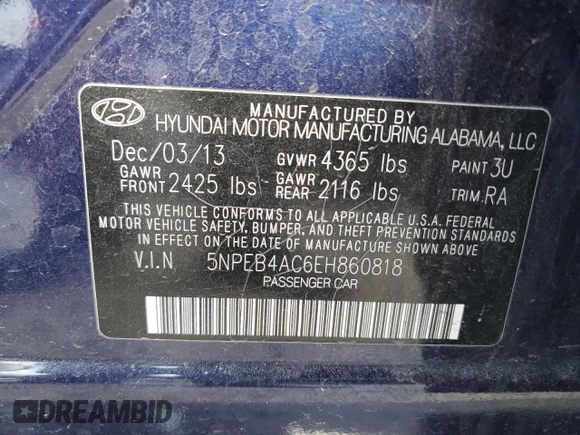 MANUFACTURED BY
HYUNDAI MOTOR MANUFACTURING ALABAMA, LLC
Dec/03/13 GVWR 4365 lbs PAINT 3U
GAWR FRONT 2425 lbs GAWR REAR 2116 lbs TRIM: RA
THIS VEHICLE CONFORMS TO ALL APPLICABLE U.S.A. FEDERAL
MOTOR VEHICLE SAFETY, BUMPER, AND THEFT PREVENTION STANDARDS
IN EFFECT ON THE DATE OF MANUFACTURE SHOWN ABOVE
V.I.N 5NPEB4AC6EH860818
PASSENGER CAR
DREAMBID